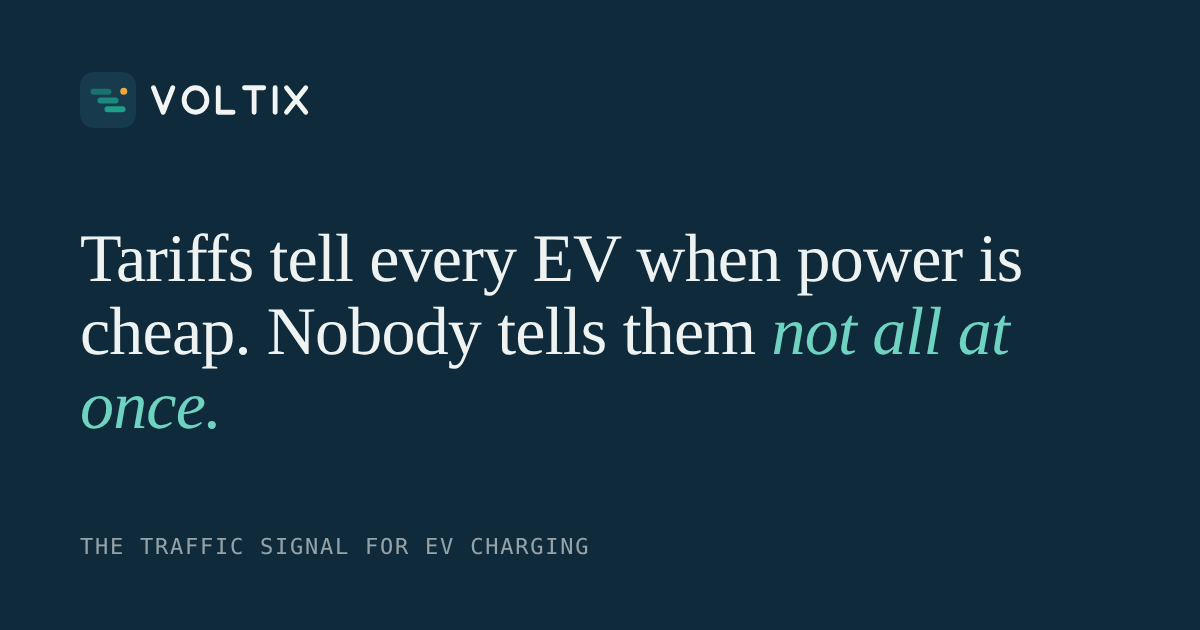 VOLTIX
Tariffs tell every EV when power is
cheap. Nobody tells them not all at
once.
THE TRAFFIC SIGNAL FOR EV CHARGING